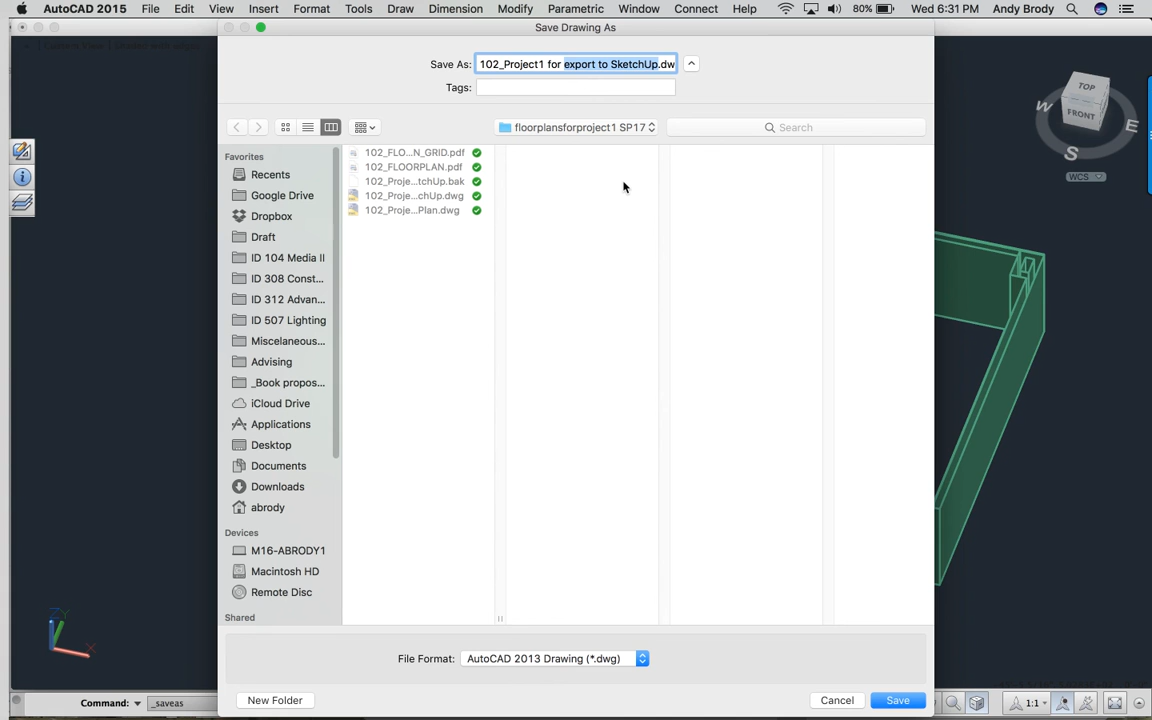 AutoCAD 2015 File Edit View Insert Format Tools Draw Dimension Modify Parametric Window Connect Help 80% Wed 6:31 PM Andy Brody
Save Drawing As
Save As: 102_Project1 for export to SketchUp.dw
Tags:
floorplansforproject1 SP17 Search
TOP
FRONT
W
E
S
WCS
Favorites
Recents
Google Drive
Dropbox
Draft
ID 104 Media II
ID 308 Const...
ID 312 Advan...
ID 507 Lighting
Miscelaneous...
Advising
_Book propos...
iCloud Drive
Applications
Desktop
Documents
Downloads
abrody
Devices
M16-ABRODY1
Macintosh HD
Remote Disc
Shared
102_FLO...N_GRID.pdf
102_FLOORPLAN.pdf
102_Proje...tchUp.bak
102_Proje...chUp.dwg
102_Proje...Plan.dwg
Z
X
File Format: AutoCAD 2013 Drawing (*.dwg)
New Folder Cancel Save
Command: _saveas
1:1